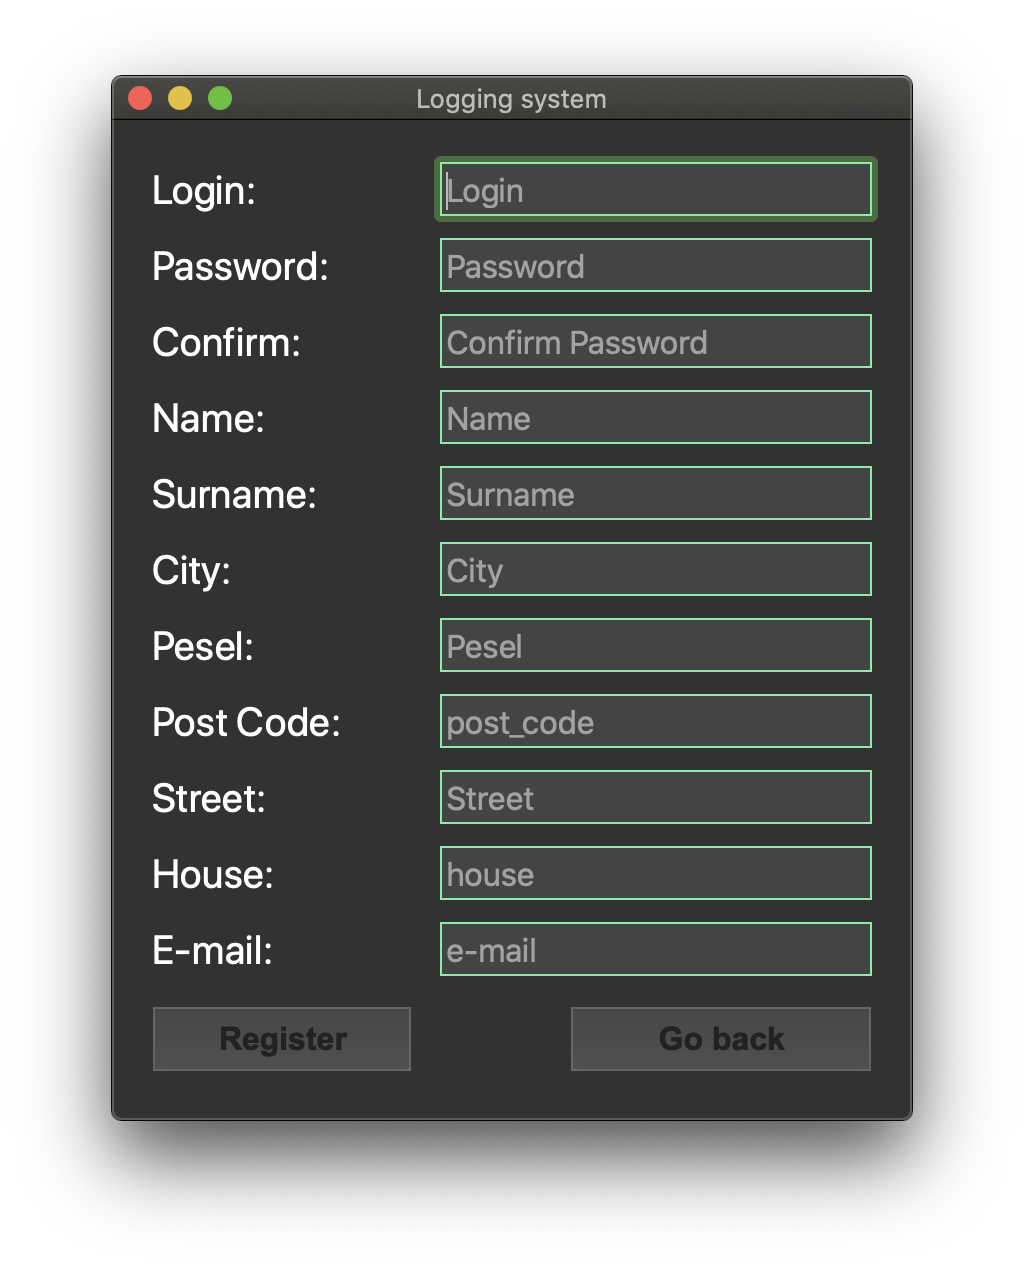 Logging system
Login: Login
Password: Password
Confirm: Confirm Password
Name: Name
Surname: Surname
City: City
Pesel: Pesel
Post Code: post_code
Street: Street
House: house
E-mail: e-mail
Register Go back